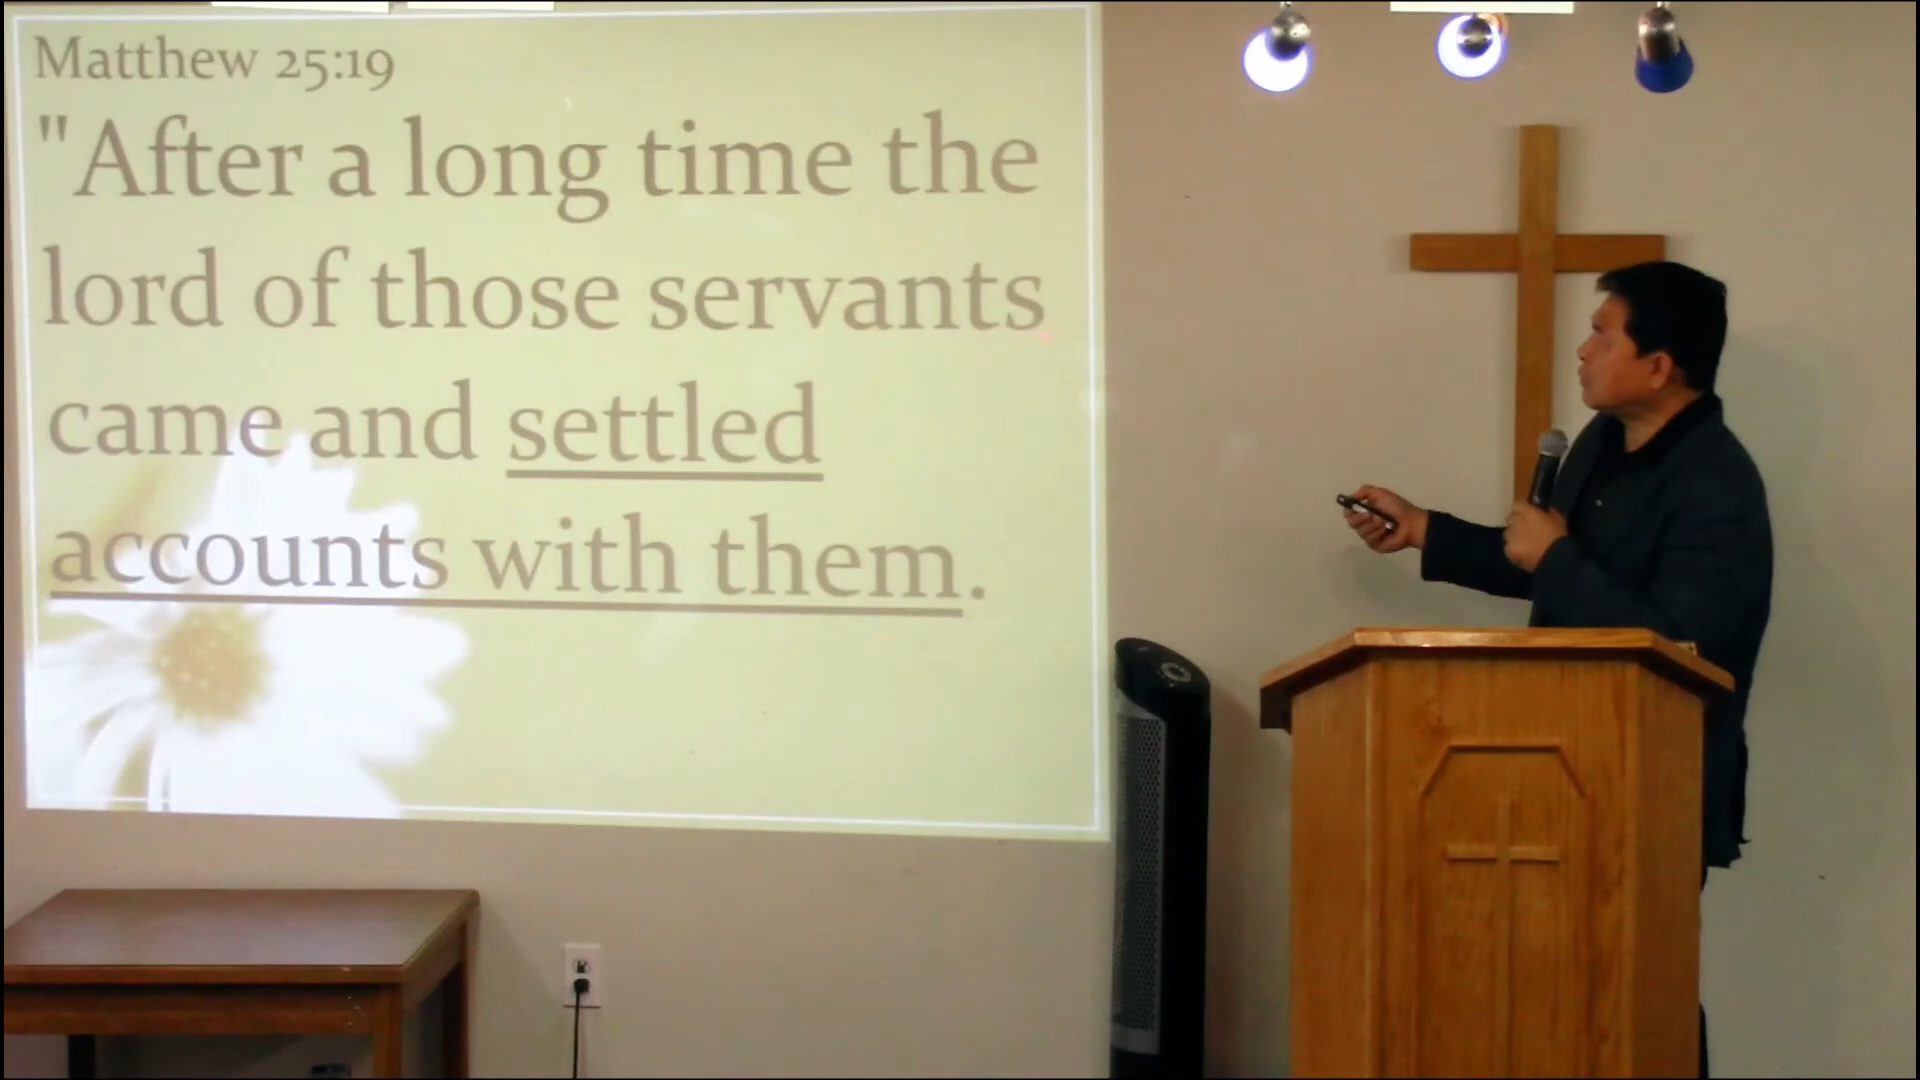 Matthew 25:19
"After a long time the
lord of those servants
came and settled
accounts with them.